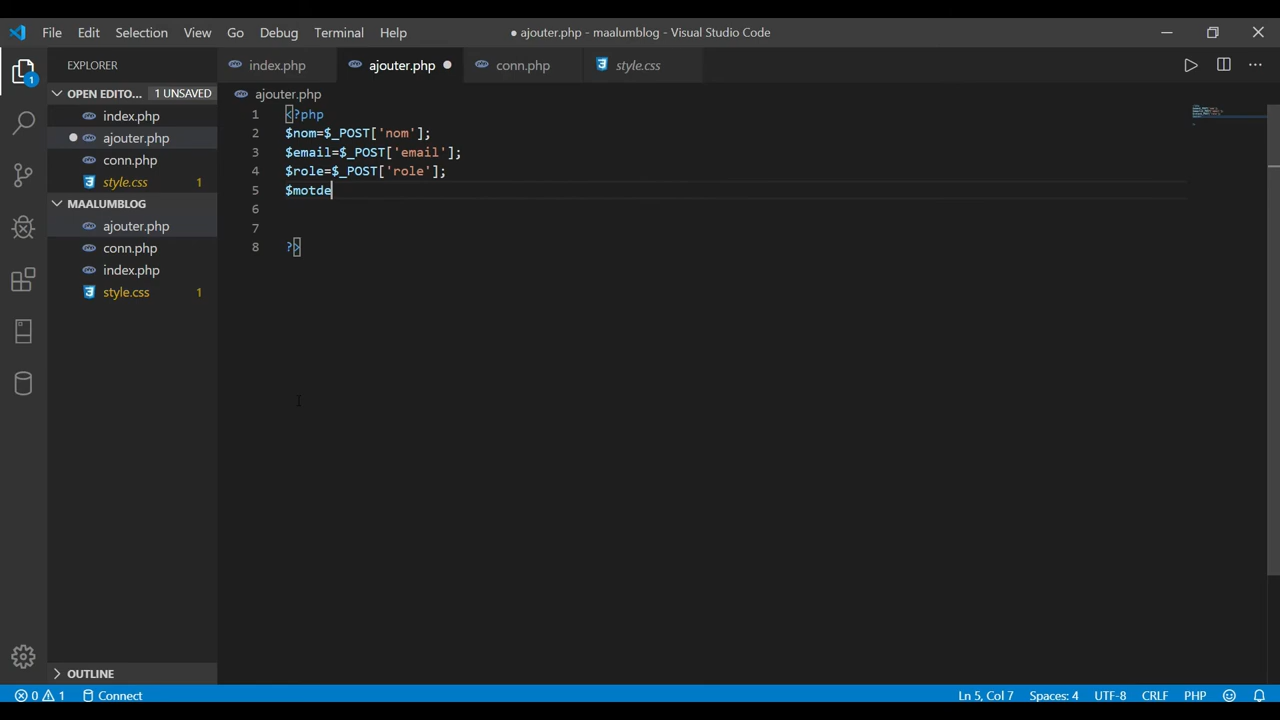 File Edit Selection View Go Debug Terminal Help
● ajouter.php - maalumblog - Visual Studio Code
EXPLORER
index.php
ajouter.php
conn.php
style.css
OPEN EDITO... 1 UNSAVED
index.php
ajouter.php
conn.php
style.css 1
MAALUMBLOG
ajouter.php
conn.php
index.php
style.css 1
OUTLINE
1
ajouter.php
1 <?php
2 $nom=$_POST['nom'];
3 $email=$_POST['email'];
4 $role=$_POST['role'];
5 $motde
6
7
8 ?>
0 1 Connect
Ln 5, Col 7 Spaces: 4 UTF-8 CRLF PHP